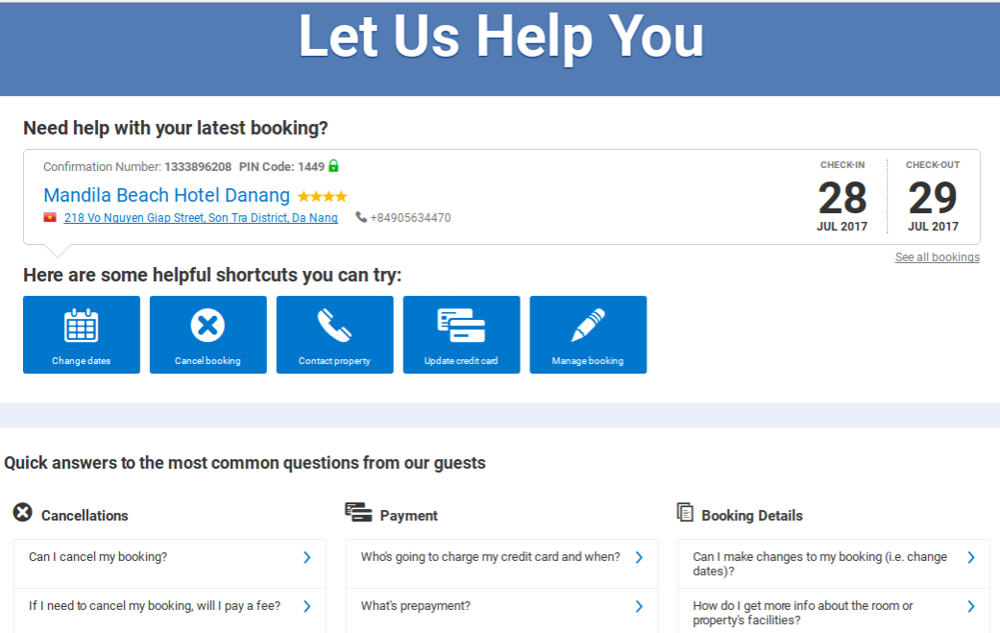 Let Us Help You
Need help with your latest booking?
Confirmation Number: 1333896208 PIN Code: 1449
CHECK-IN
CHECK-OUT
Mandila Beach Hotel Danang
28
29
218 Vo Nguyen Giap Street, Son Tra District, Da Nang
+84905634470
JUL 2017
JUL 2017
See all bookings
Here are some helpful shortcuts you can try:
Change dates
Cancel booking
Contact property
Update credit card
Manage booking
Quick answers to the most common questions from our guests
Cancellations
Can I cancel my booking?
If I need to cancel my booking, will I pay a fee?
Payment
Who's going to charge my credit card and when?
What's prepayment?
Booking Details
Can I make changes to my booking (i.e. change
dates)?
How do I get more info about the room or
property's facilities?